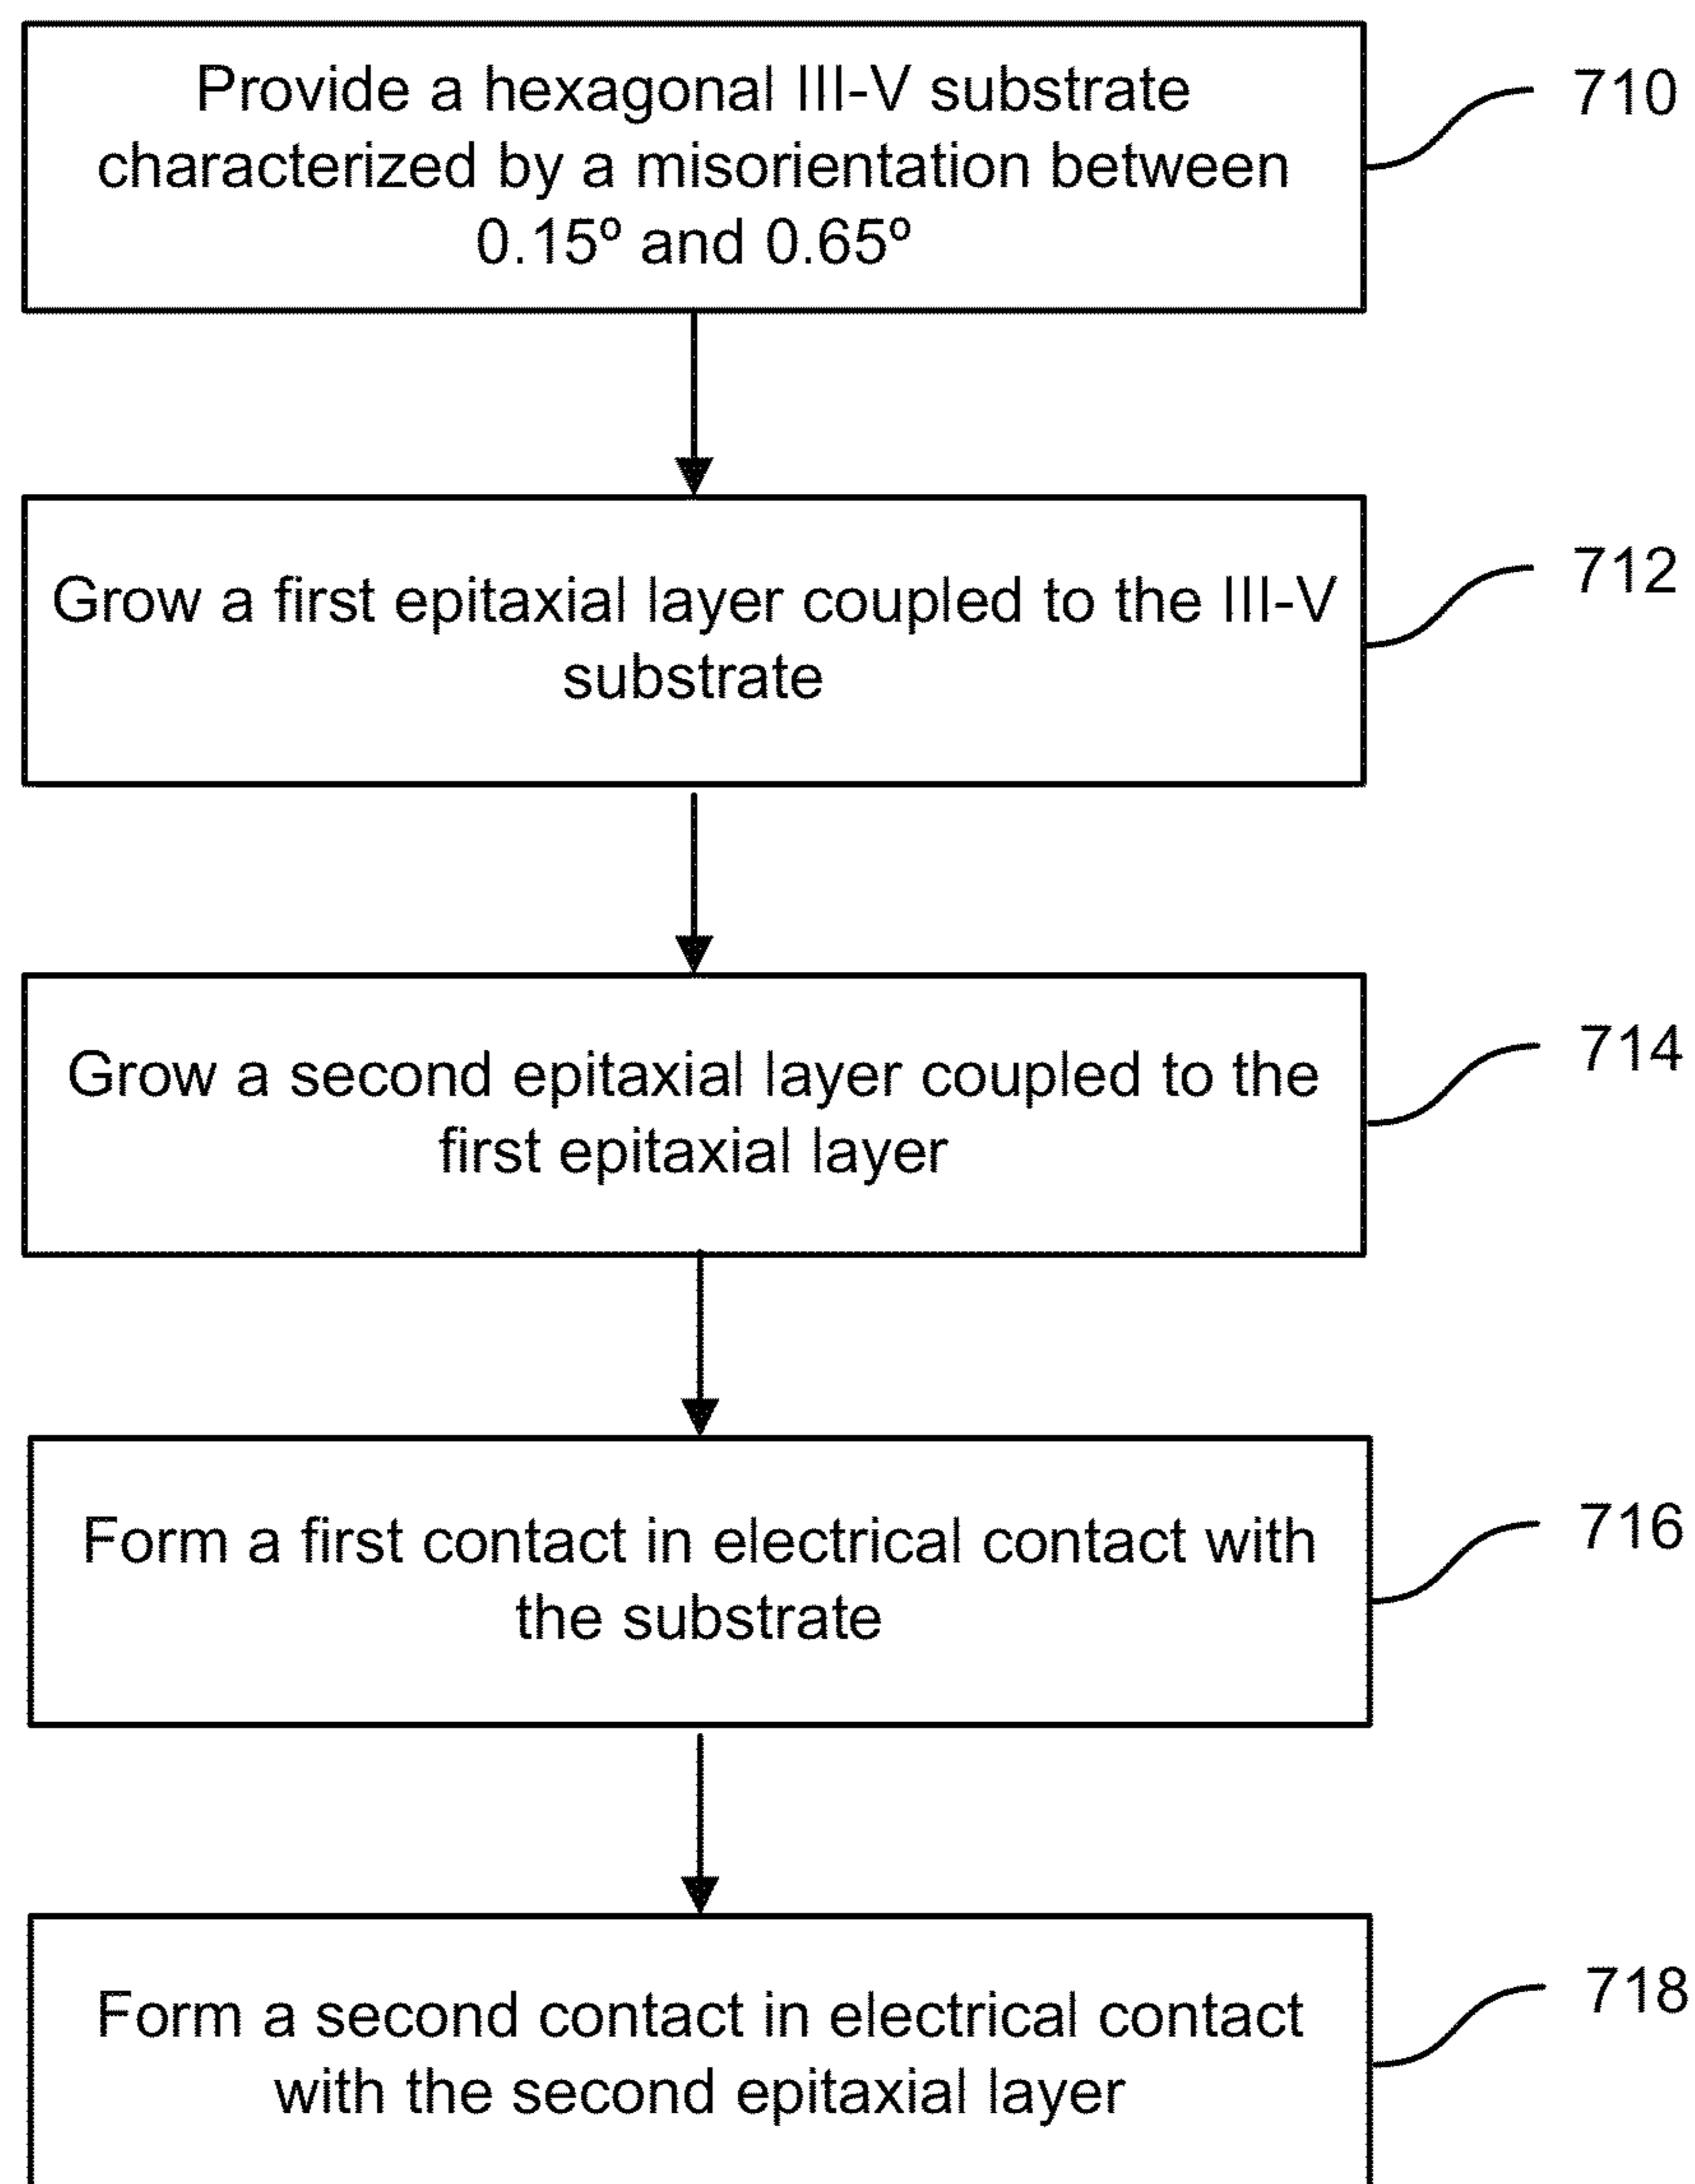 Provide a hexagonal III-V substrate
characterized by a misorientation between
0.15º and 0.65º
710
Grow a first epitaxial layer coupled to the III-V
substrate
712
Grow a second epitaxial layer coupled to the
first epitaxial layer
714
Form a first contact in electrical contact with
the substrate
716
Form a second contact in electrical contact
with the second epitaxial layer
718